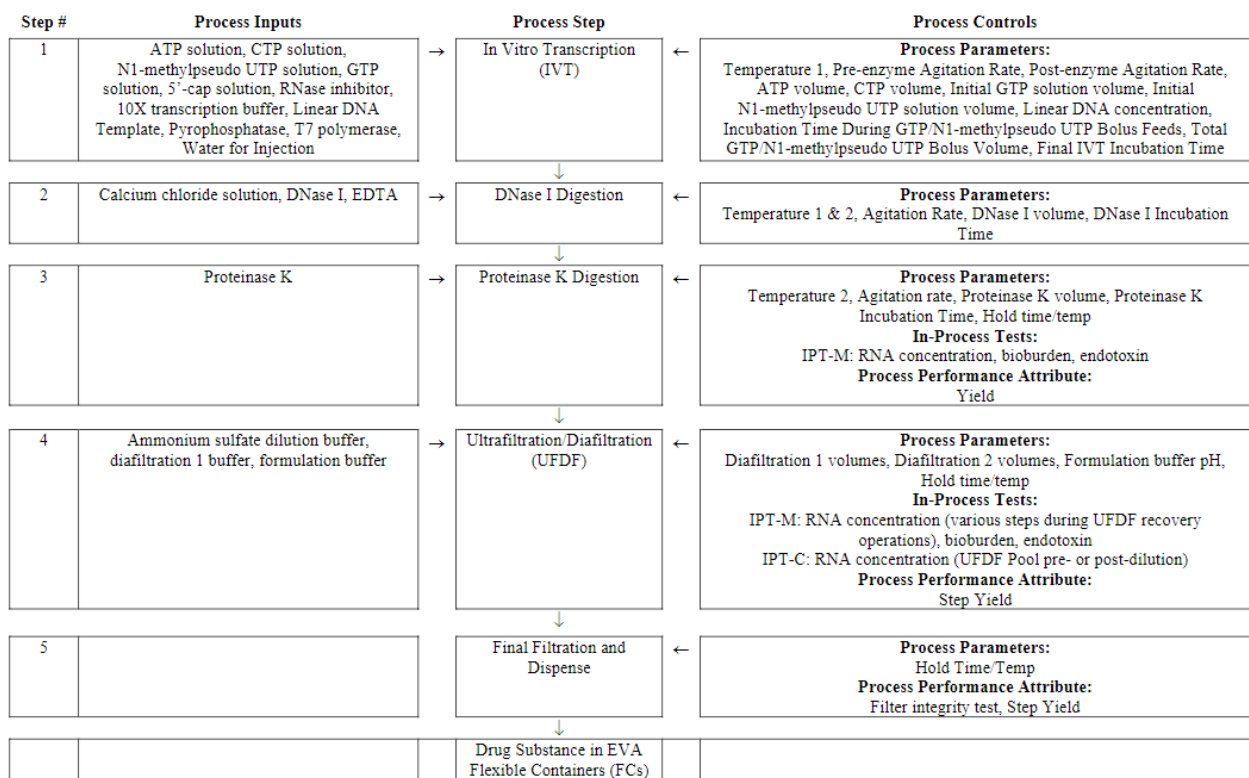 Step # Process Inputs Process Step Process Controls
1
ATP solution, CTP solution,
N1-methylpseudo UTP solution, GTP
solution, 5’-cap solution, RNase inhibitor,
10X transcription buffer, Linear DNA
Template, Pyrophosphatase, T7 polymerase,
Water for Injection
→
In Vitro Transcription
(IVT)
←
Process Parameters:
Temperature 1, Pre-enzyme Agitation Rate, Post-enzyme Agitation Rate,
ATP volume, CTP volume, Initial GTP solution volume, Initial
N1-methylpseudo UTP solution volume, Linear DNA concentration,
Incubation Time During GTP/N1-methylpseudo UTP Bolus Feeds, Total
GTP/N1-methylpseudo UTP Bolus Volume, Final IVT Incubation Time
↓
2
Calcium chloride solution, DNase I, EDTA
→
DNase I Digestion
←
Process Parameters:
Temperature 1 & 2, Agitation Rate, DNase I volume, DNase I Incubation
Time
↓
3
Proteinase K
→
Proteinase K Digestion
←
Process Parameters:
Temperature 2, Agitation rate, Proteinase K volume, Proteinase K
Incubation Time, Hold time/temp
In-Process Tests:
IPT-M: RNA concentration, bioburden, endotoxin
Process Performance Attribute:
Yield
↓
4
Ammonium sulfate dilution buffer,
diafiltration 1 buffer, formulation buffer
→
Ultrafiltration/Diafiltration
(UFDF)
←
Process Parameters:
Diafiltration 1 volumes, Diafiltration 2 volumes, Formulation buffer pH,
Hold time/temp
In-Process Tests:
IPT-M: RNA concentration (various steps during UFDF recovery
operations), bioburden, endotoxin
IPT-C: RNA concentration (UFDF Pool pre- or post-dilution)
Process Performance Attribute:
Step Yield
↓
5
Final Filtration and
Dispense
←
Process Parameters:
Hold Time/Temp
Process Performance Attribute:
Filter integrity test, Step Yield
↓
Drug Substance in EVA
Flexible Containers (FCs)